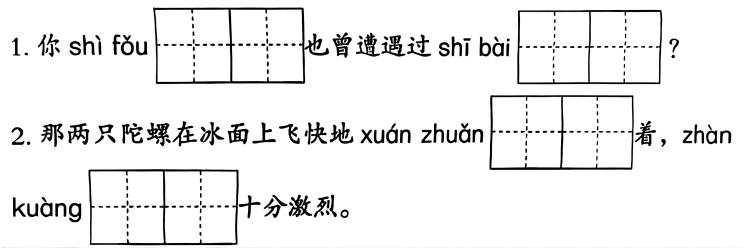 1. 你 shì fǒu 也曾遭遇过 shī bài ?
2. 那两只陀螺在冰面上飞快地 xuán zhuǎn 着，zhàn
kuàng 十分激烈。